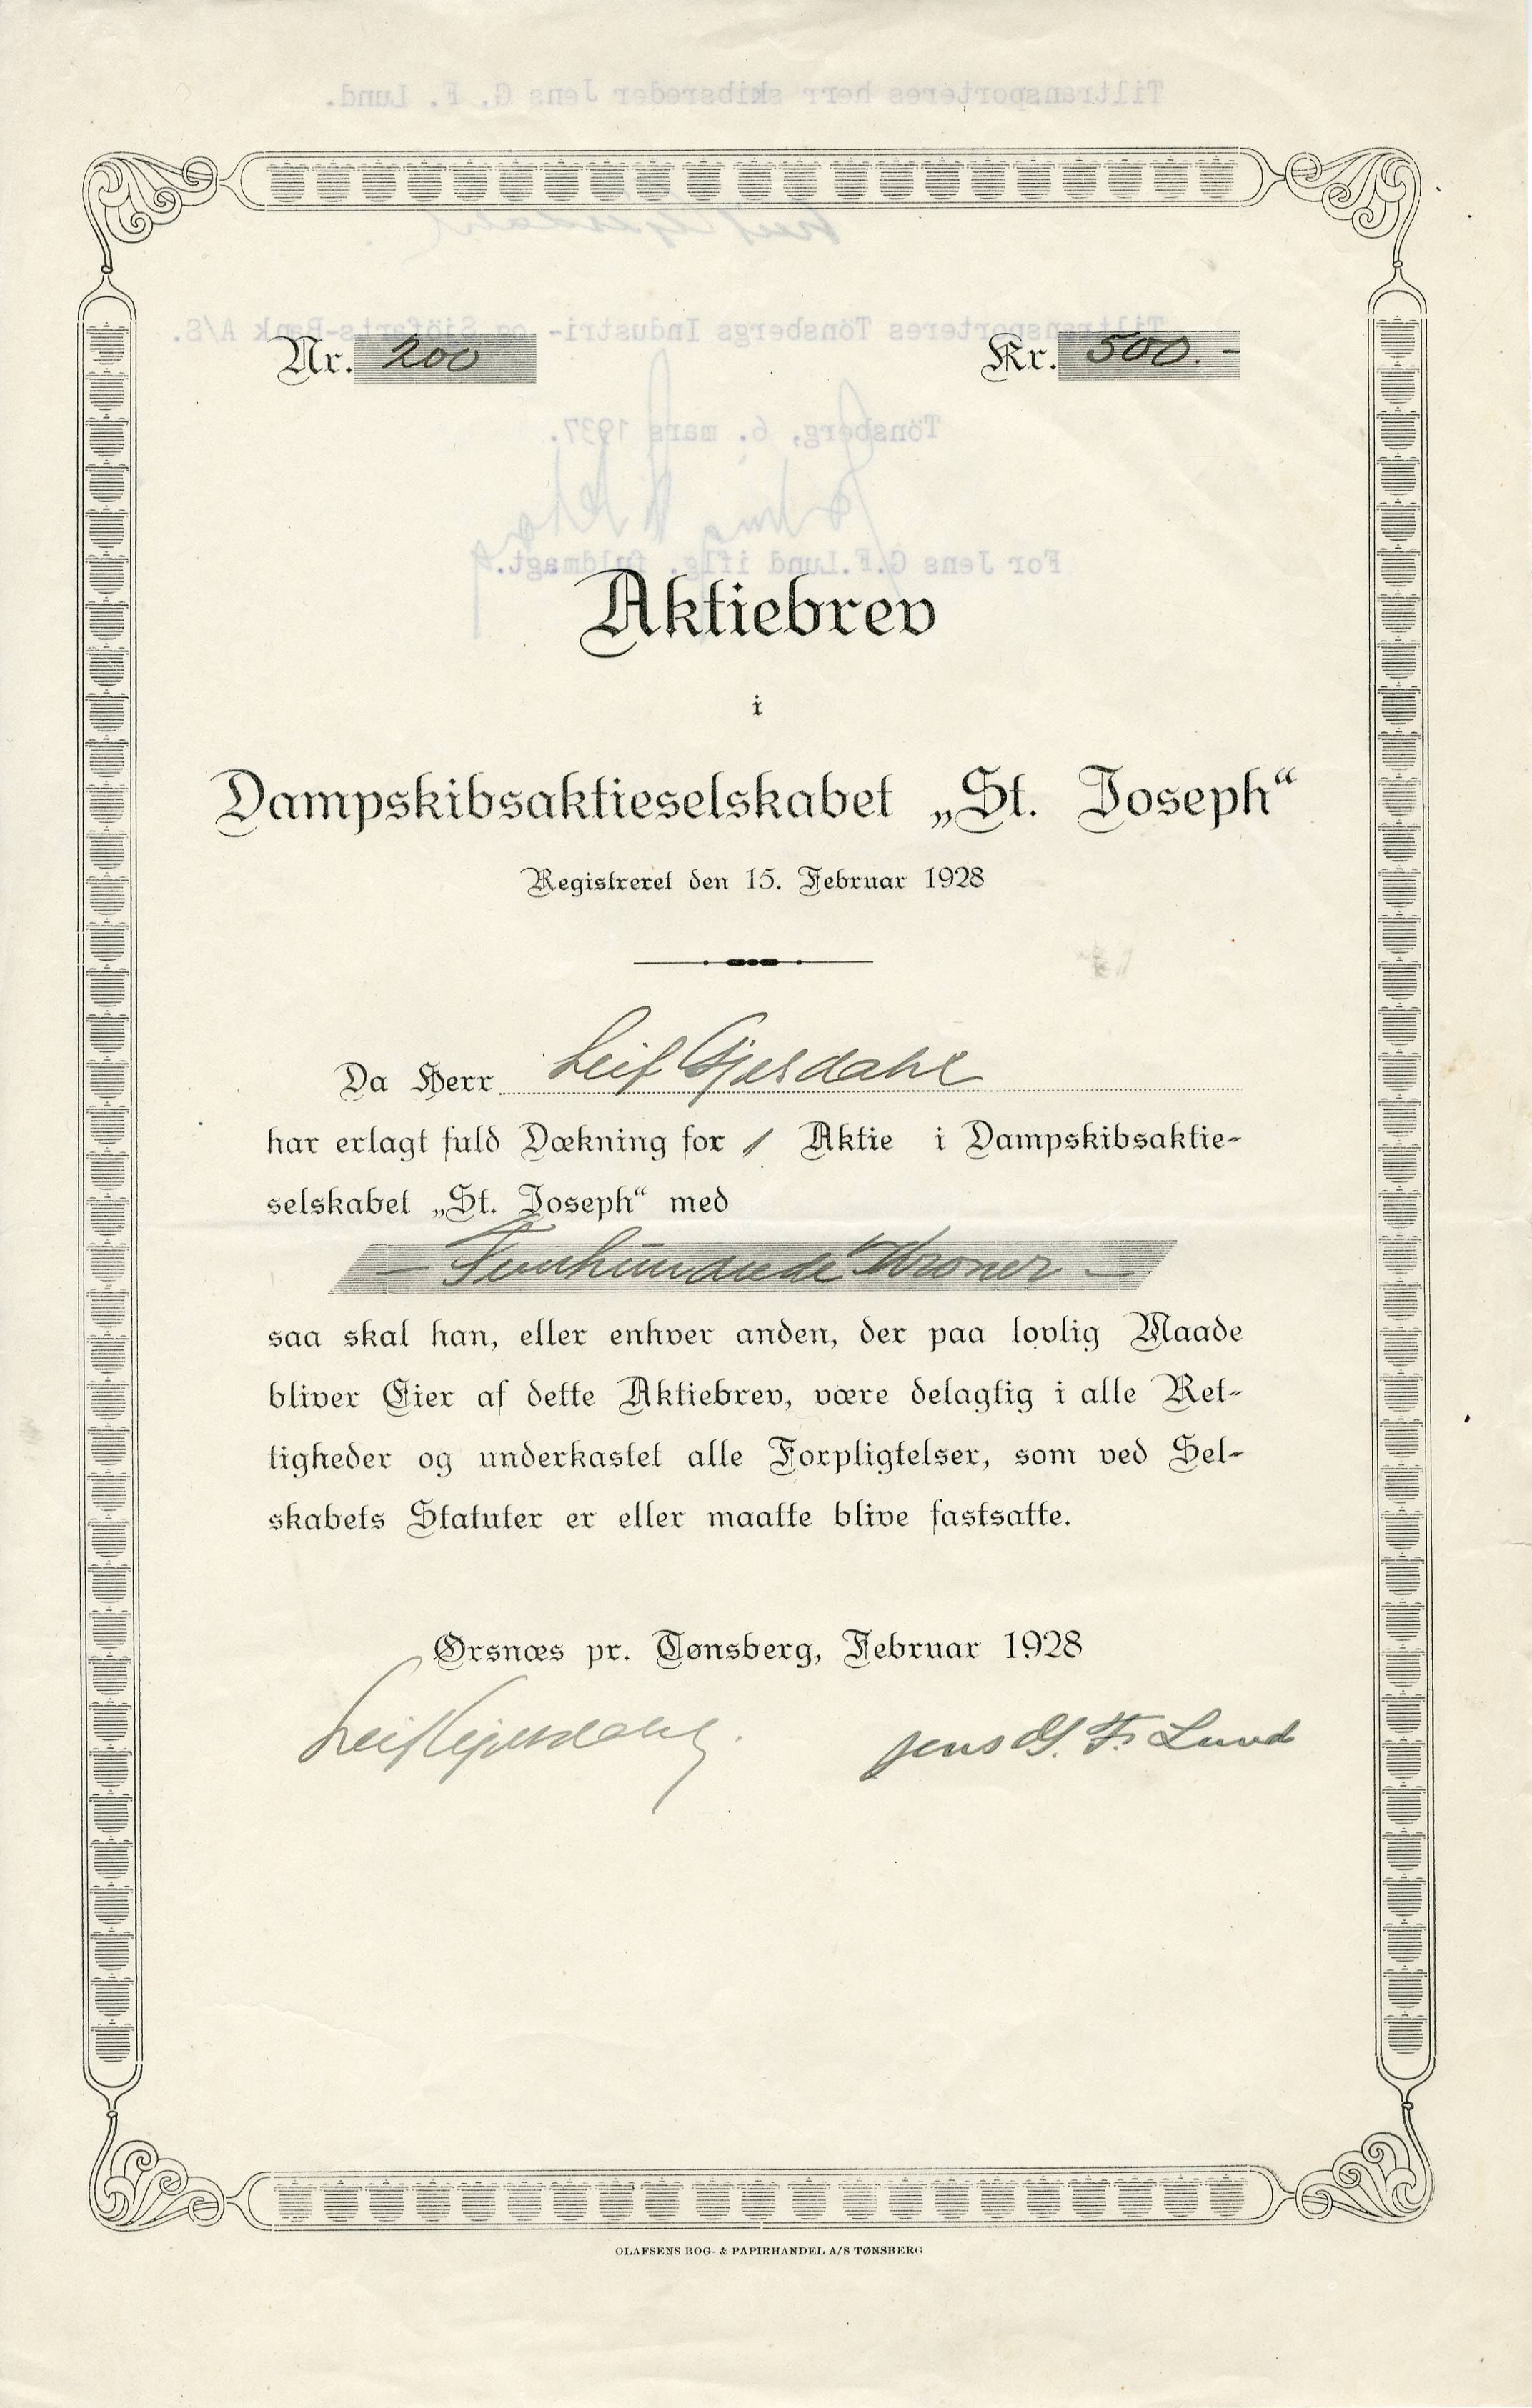 Tiltransporteres herr skibsreder Jens G. F. Lund.
Tiltransporteres Tönsbergs Industri- og Sjöfarts-Bank A/S.
Nr. 200 Kr. 500.-
Tönsberg, 6. mars 1937.
For Jens G.F.Lund iflg. fuldmagt.
Aktiebrev
i
Dampskibsaktieselskabet „St. Joseph“
Registreret den 15. Februar 1928
Da Herr Leif Gjesdahl
har erlagt fuld Dækning for 1 Aktie i Dampskibsaktie-
selskabet „St. Joseph“ med
— Femhundrede Kroner —
saa skal han, eller enhver anden, der paa lovlig Maade
bliver Eier af dette Aktiebrev, være delagtig i alle Ret-
tigheder og underkastet alle Forpligtelser, som ved Sel-
skabets Statuter er eller maatte blive fastsatte.
Ørsnæs pr. Tønsberg, Februar 1928
Leif Gjesdahl. Jens G. F. Lund
OLAFSENS BOG- & PAPIRHANDEL A/S TØNSBERG